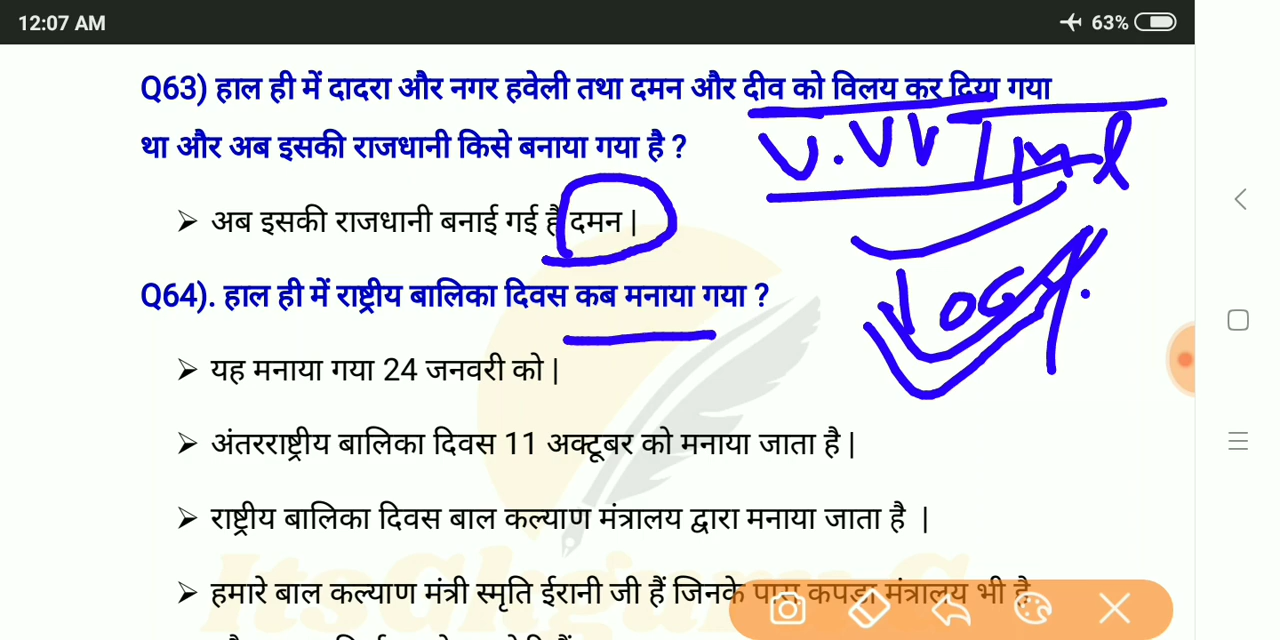 12:07 AM
63%
Q63) हाल ही में दादरा और नगर हवेली तथा दमन और दीव को विलय कर दिया गया
था और अब इसकी राजधानी किसे बनाया गया है ?
V.VV Imp
➢ अब इसकी राजधानी बनाई गई है दमन |
Q64). हाल ही में राष्ट्रीय बालिका दिवस कब मनाया गया ?
➢ यह मनाया गया 24 जनवरी को |
➢ अंतरराष्ट्रीय बालिका दिवस 11 अक्टूबर को मनाया जाता है |
➢ राष्ट्रीय बालिका दिवस बाल कल्याण मंत्रालय द्वारा मनाया जाता है |
➢ हमारे बाल कल्याण मंत्री स्मृति ईरानी जी हैं जिनके पास कपड़ा मंत्रालय भी है